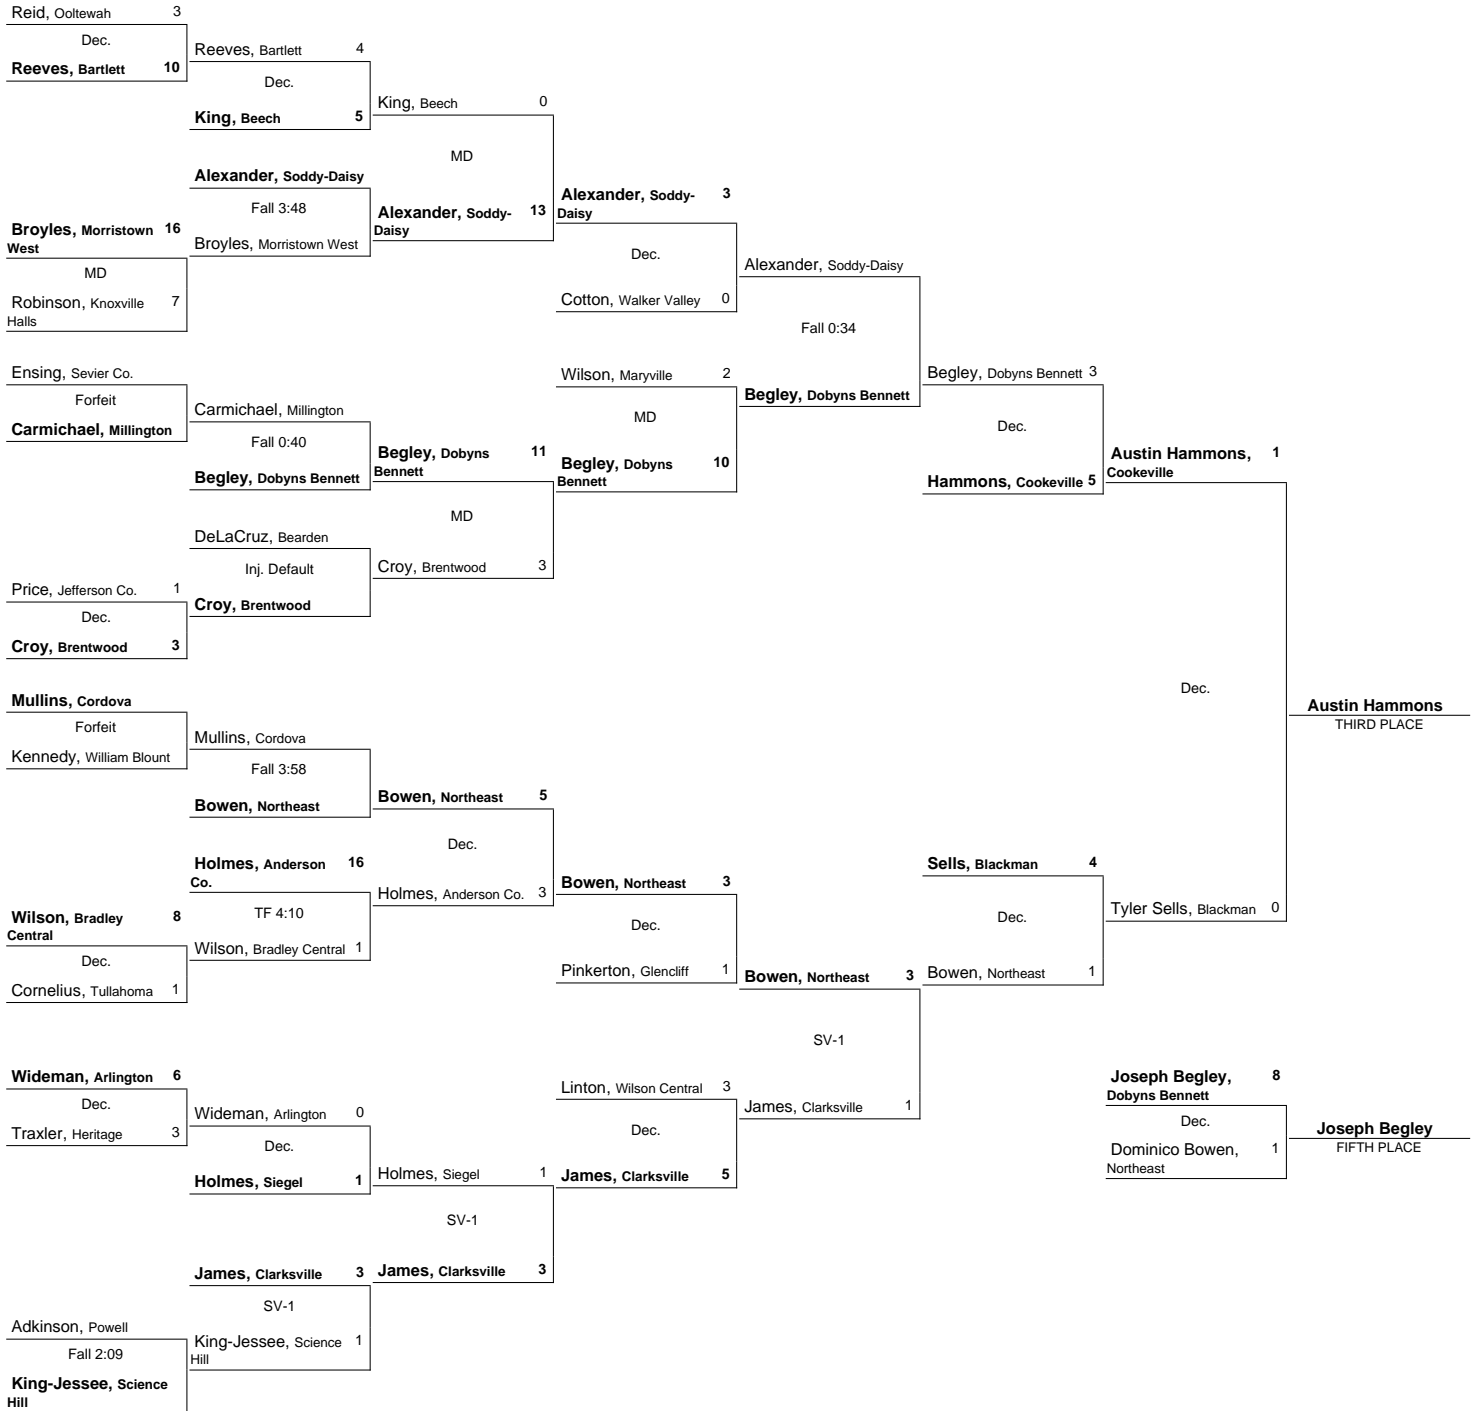 Reid, Ooltewah 3
Dec.
Reeves, Bartlett 10
Broyles, Morristown 16
West
MD
Robinson, Knoxville 7
Halls
Ensing, Sevier Co.
Forfeit
Carmichael, Millington
Price, Jefferson Co. 1
Dec.
Croy, Brentwood 3
Mullins, Cordova
Forfeit
Kennedy, William Blount
Wilson, Bradley 8
Central
Dec.
Cornelius, Tullahoma 1
Wideman, Arlington 6
Dec.
Traxler, Heritage 3
Adkinson, Powell
Fall 2:09
King-Jessee, Science
Hill
Reeves, Bartlett 4
Dec.
King, Beech 5
Alexander, Soddy-Daisy
Fall 3:48
Broyles, Morristown West
Carmichael, Millington
Fall 0:40
Begley, Dobyns Bennett
DeLaCruz, Bearden
Inj. Default
Croy, Brentwood
Mullins, Cordova
Fall 3:58
Bowen, Northeast
Holmes, Anderson 16
Co.
TF 4:10
Wilson, Bradley Central 1
Wideman, Arlington 0
Dec.
Holmes, Siegel 1
James, Clarksville 3
SV-1
King-Jessee, Science 1
Hill
King, Beech 0
MD
Alexander, Soddy- 13
Daisy
Begley, Dobyns 11
Bennett
MD
Croy, Brentwood 3
Bowen, Northeast 5
Dec.
Holmes, Anderson Co. 3
Holmes, Siegel 1
SV-1
James, Clarksville 3
Alexander, Soddy- 3
Daisy
Dec.
Cotton, Walker Valley 0
Wilson, Maryville 2
MD
Begley, Dobyns 10
Bennett
Bowen, Northeast 3
Dec.
Pinkerton, Glencliff 1
Linton, Wilson Central 3
Dec.
James, Clarksville 5
Alexander, Soddy-Daisy
Fall 0:34
Begley, Dobyns Bennett
Bowen, Northeast 3
SV-1
James, Clarksville 1
Begley, Dobyns Bennett 3
Dec.
Hammons, Cookeville 5
Sells, Blackman 4
Dec.
Bowen, Northeast 1
Austin Hammons, 1
Cookeville
Dec.
Tyler Sells, Blackman 0
Austin Hammons
THIRD PLACE
Joseph Begley, 8
Dobyns Bennett
Dec.
Dominico Bowen, 1
Northeast
Joseph Begley
FIFTH PLACE